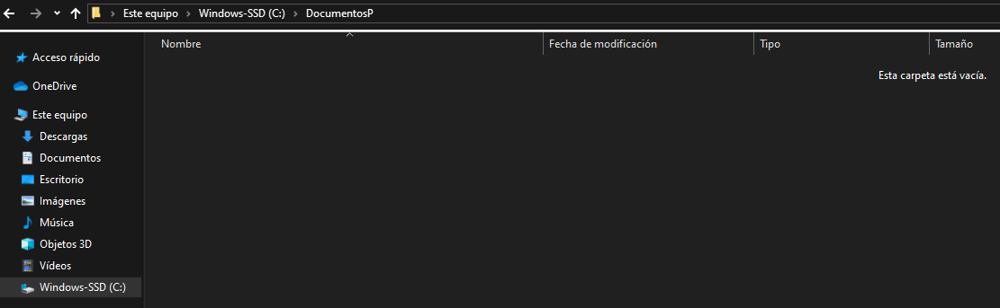 Este equipo > Windows-SSD (C:) > DocumentosP
Nombre Fecha de modificación Tipo Tamaño
Esta carpeta está vacía.
Acceso rápido
OneDrive
Este equipo
Descargas
Documentos
Escritorio
Imágenes
Música
Objetos 3D
Vídeos
Windows-SSD (C:)